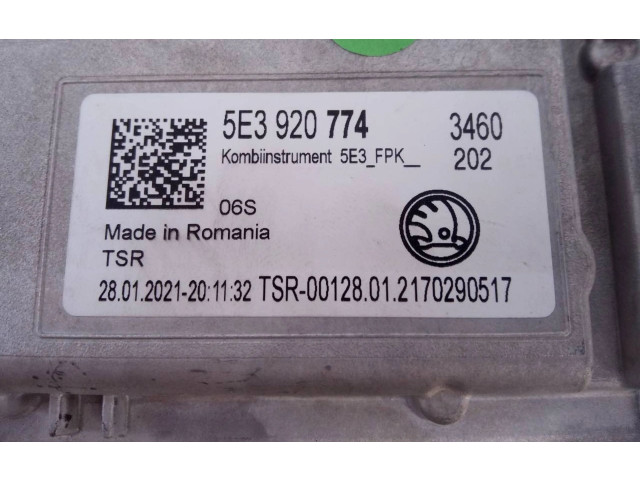 5E3 920 774 3460
Kombiinstrument 5E3_FPK__ 202
06S
Made in Romania
TSR
28.01.2021-20:11:32 TSR-00128.01.2170290517